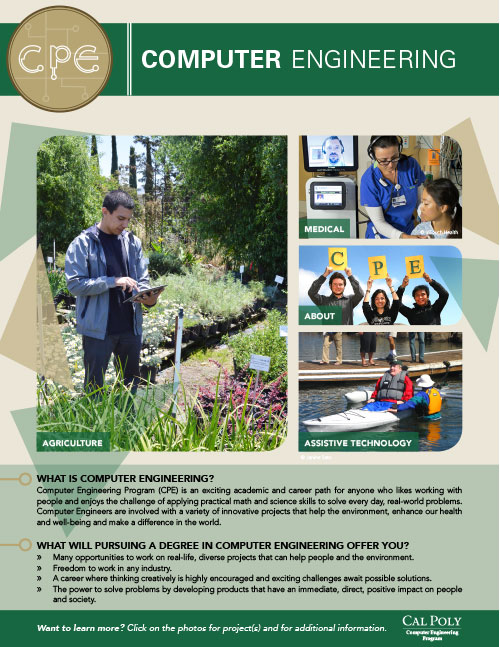 CPE
COMPUTER ENGINEERING
MEDICAL
C P E
ABOUT
AGRICULTURE
ASSISTIVE TECHNOLOGY
WHAT IS COMPUTER ENGINEERING?
Computer Engineering Program (CPE) is an exciting academic and career path for anyone who likes working with
people and enjoys the challenge of applying practical math and science skills to solve every day, real-world problems.
Computer Engineers are involved with a variety of innovative projects that help the environment, enhance our health
and well-being and make a difference in the world.
WHAT WILL PURSUING A DEGREE IN COMPUTER ENGINEERING OFFER YOU?
» Many opportunities to work on real-life, diverse projects that can help people and the environment.
» Freedom to work in any industry.
» A career where thinking creatively is highly encouraged and exciting challenges await possible solutions.
» The power to solve problems by developing products that have an immediate, direct, positive impact on people
and society.
Want to learn more? Click on the photos for project(s) and for additional information.
CAL POLY
Computer Engineering
Program